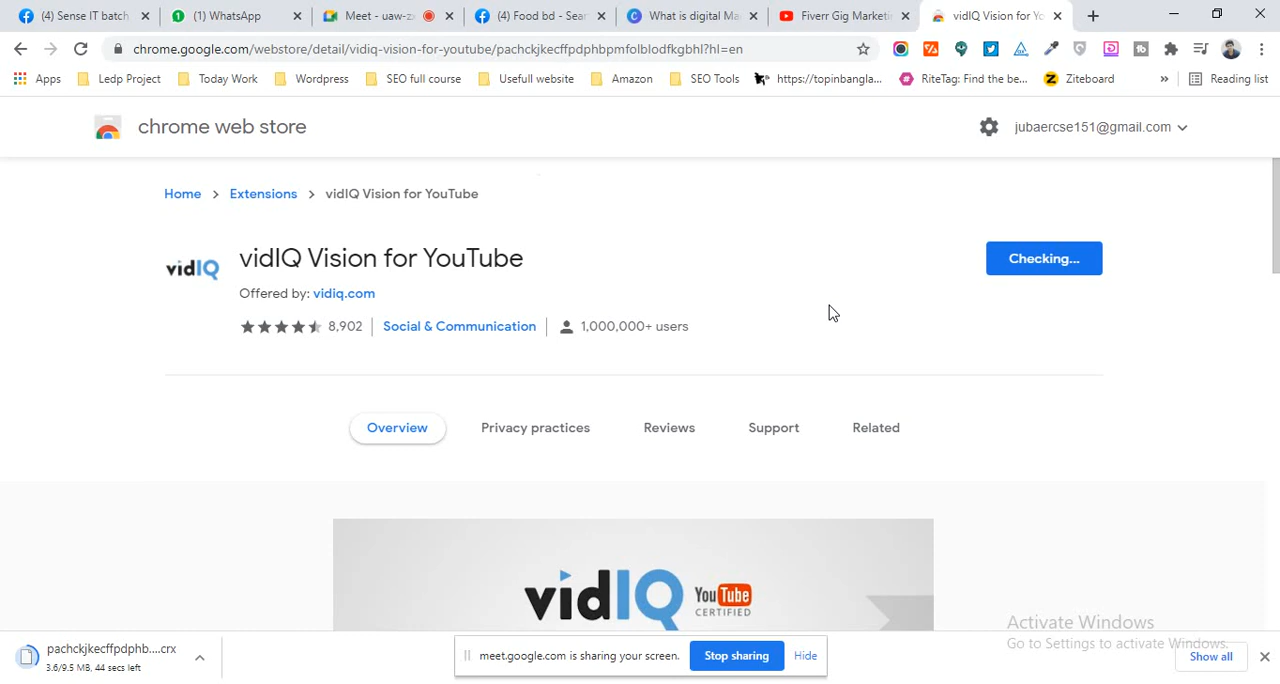 (4) Sense IT batch
(1) WhatsApp
Meet - uaw-z
(4) Food bd - Sear
What is digital Ma
Fiverr Gig Marketi
vidIQ Vision for Yo
chrome.google.com/webstore/detail/vidiq-vision-for-youtube/pachckjkecffpdphbpmfolblodfkgbhl?hl=en
Apps
Ledp Project
Today Work
Wordpress
SEO full course
Usefull website
Amazon
SEO Tools
https://topinbangla...
RiteTag: Find the be...
Ziteboard
»
Reading list
chrome web store
jubaercse151@gmail.com
Home > Extensions > vidIQ Vision for YouTube
vidIQ
vidIQ Vision for YouTube
Checking...
Offered by: vidiq.com
8,902
Social & Communication
1,000,000+ users
Overview
Privacy practices
Reviews
Support
Related
vidIQ YouTube
CERTIFIED
Activate Windows
Go to Settings to activate Windows.
pachckjkecffpdphb....crx
3.6/9.5 MB, 44 secs left
meet.google.com is sharing your screen.
Stop sharing
Hide
Show all